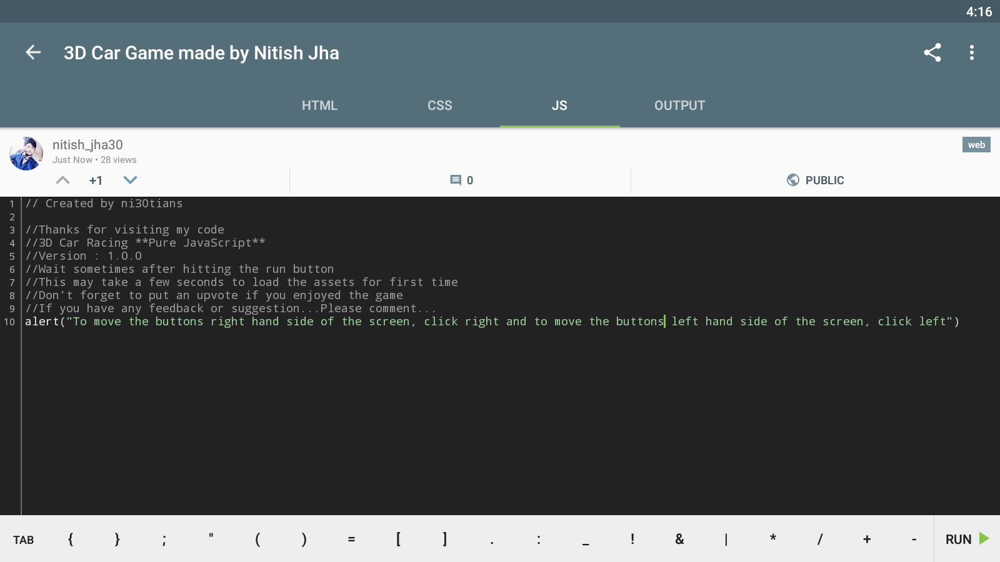 4:16
3D Car Game made by Nitish Jha
HTML CSS JS OUTPUT
nitish_jha30
web
Just Now • 28 views
+1 0 PUBLIC
1 // Created by ni30tians
2
3 //Thanks for visiting my code
4 //3D Car Racing **Pure JavaScript**
5 //Version : 1.0.0
6 //Wait sometimes after hitting the run button
7 //This may take a few seconds to load the assets for first time
8 //Don't forget to put an upvote if you enjoyed the game
9 //If you have any feedback or suggestion...Please comment...
10 alert("To move the buttons right hand side of the screen, click right and to move the buttons left hand side of the screen, click left")
TAB { } ; " ( ) = [ ] . : _ ! & | * / + - RUN